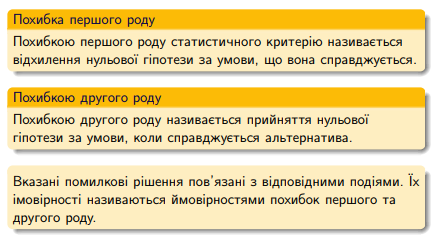 Похибка першого роду
Похибкою першого роду статистичного критерію називається
відхилення нульової гіпотези за умови, що вона справджується.
Похибкою другого роду
Похибкою другого роду називається прийняття нульової
гіпотези за умови, коли справджується альтернатива.
Вказані помилкові рішення пов'язані з відповідними подіями. Їх
імовірності називаються ймовірностями похибок першого та
другого роду.